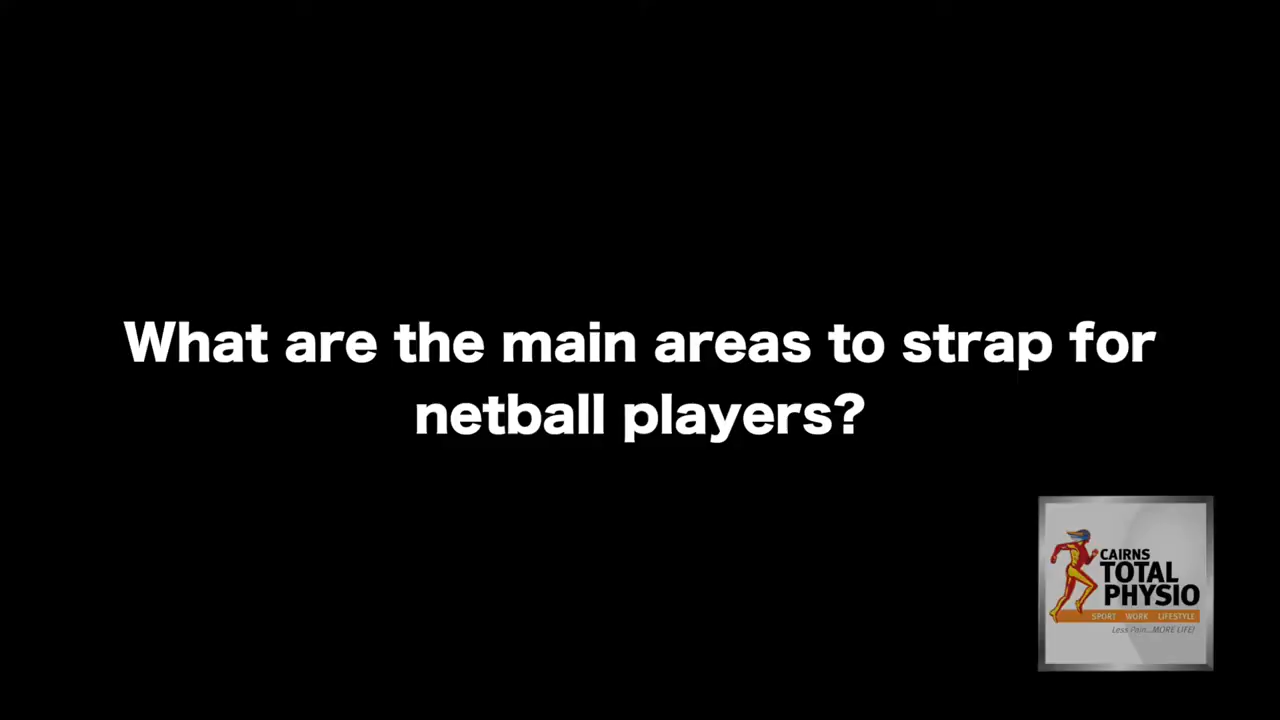 What are the main areas to strap for
netball players?
CAIRNS
TOTAL
PHYSIO
SPORT WORK LIFESTYLE
Less Pain...MORE LIFE!